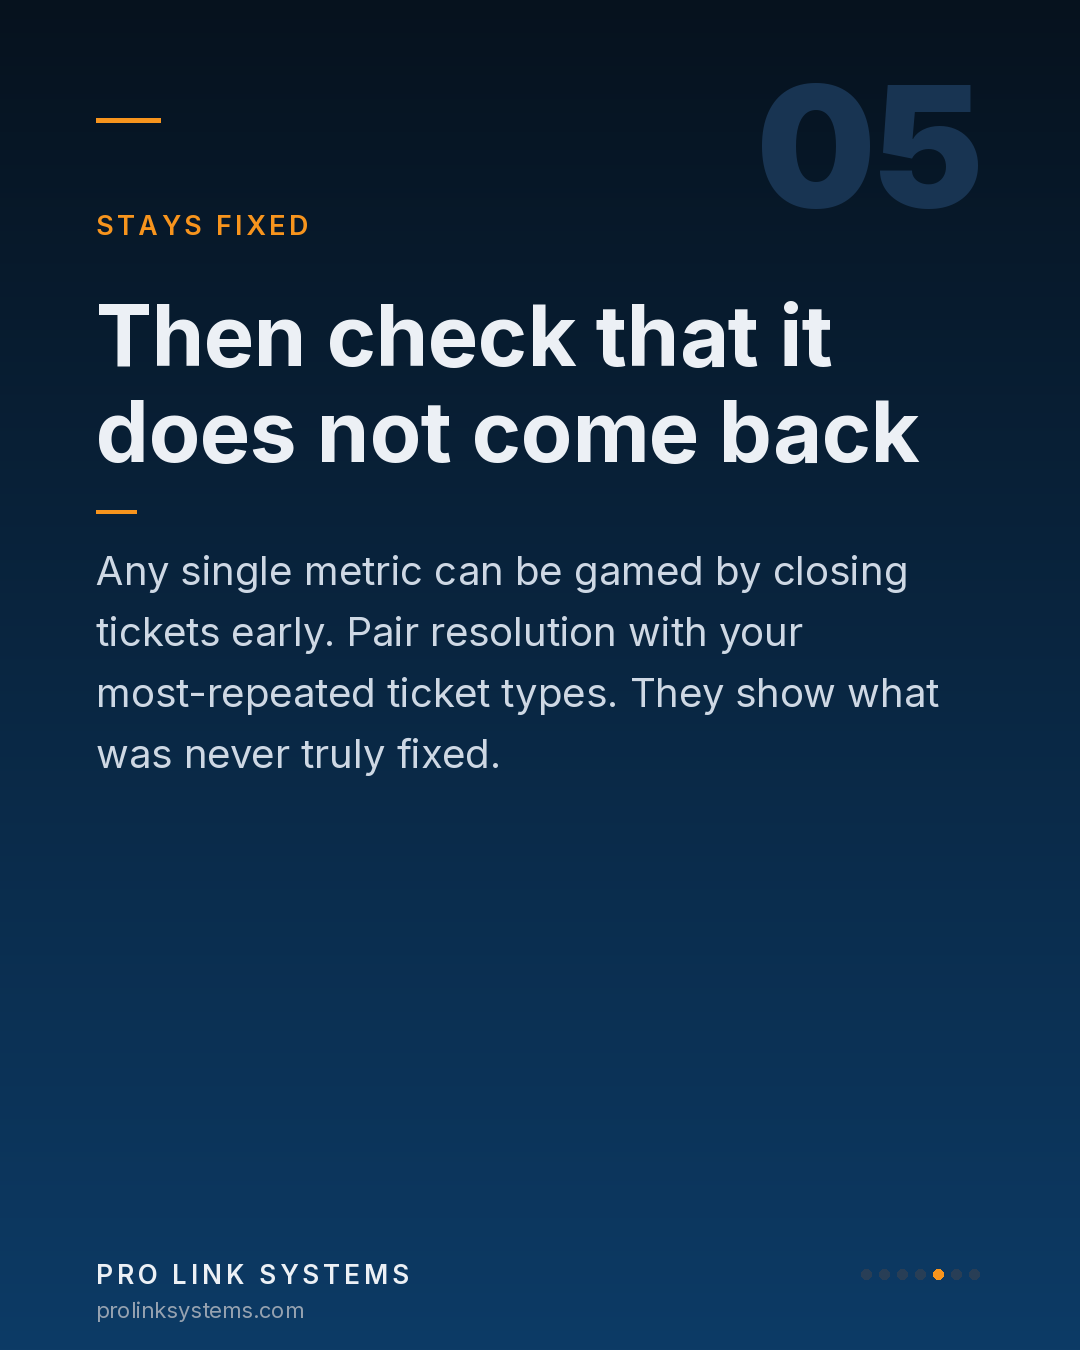 05
STAYS FIXED
Then check that it
does not come back
Any single metric can be gamed by closing
tickets early. Pair resolution with your
most-repeated ticket types. They show what
was never truly fixed.
PRO LINK SYSTEMS
prolinksystems.com